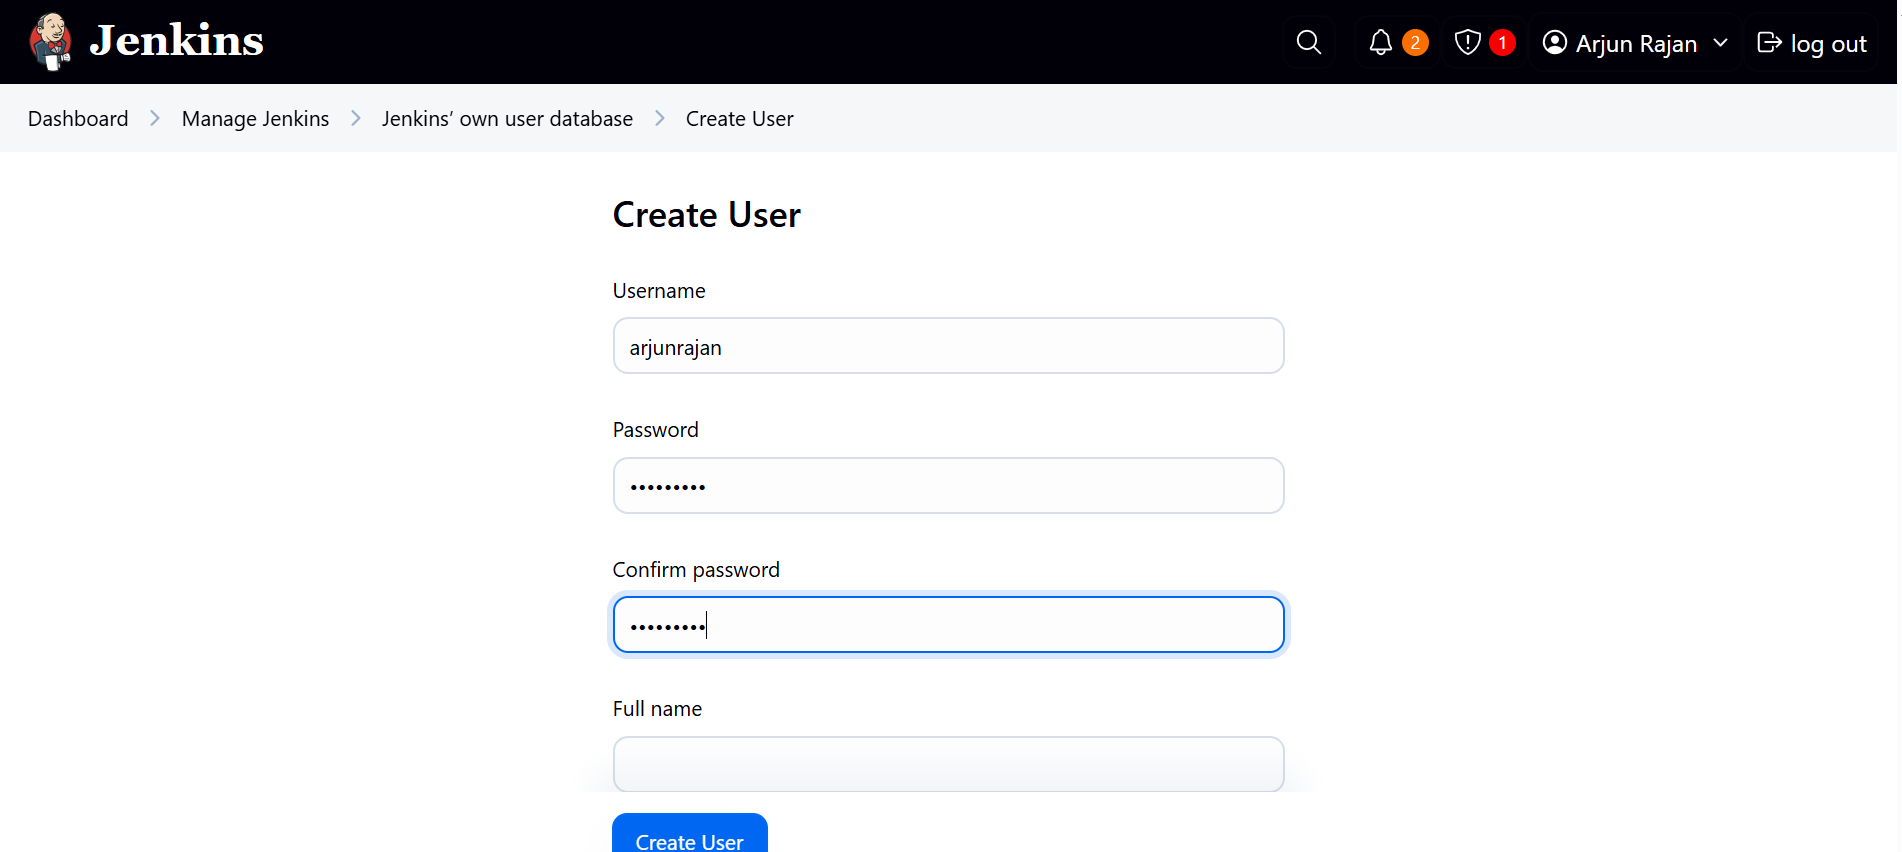 Jenkins
2 1 Arjun Rajan log out
Dashboard Manage Jenkins Jenkins’ own user database Create User
Create User
Username
arjunrajan
Password
•••••••••
Confirm password
•••••••••
Full name
Create User